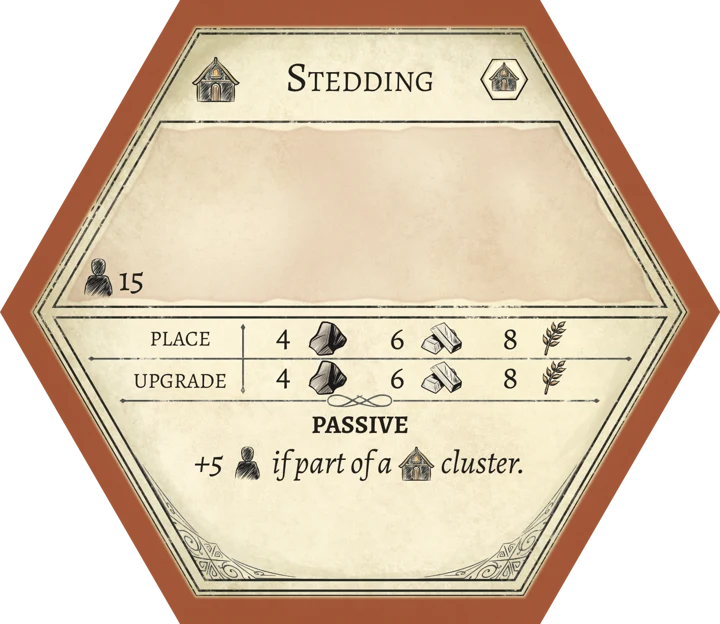 STEDDING
15
PLACE 4 6 8
UPGRADE 4 6 8
PASSIVE
+5 if part of a cluster.